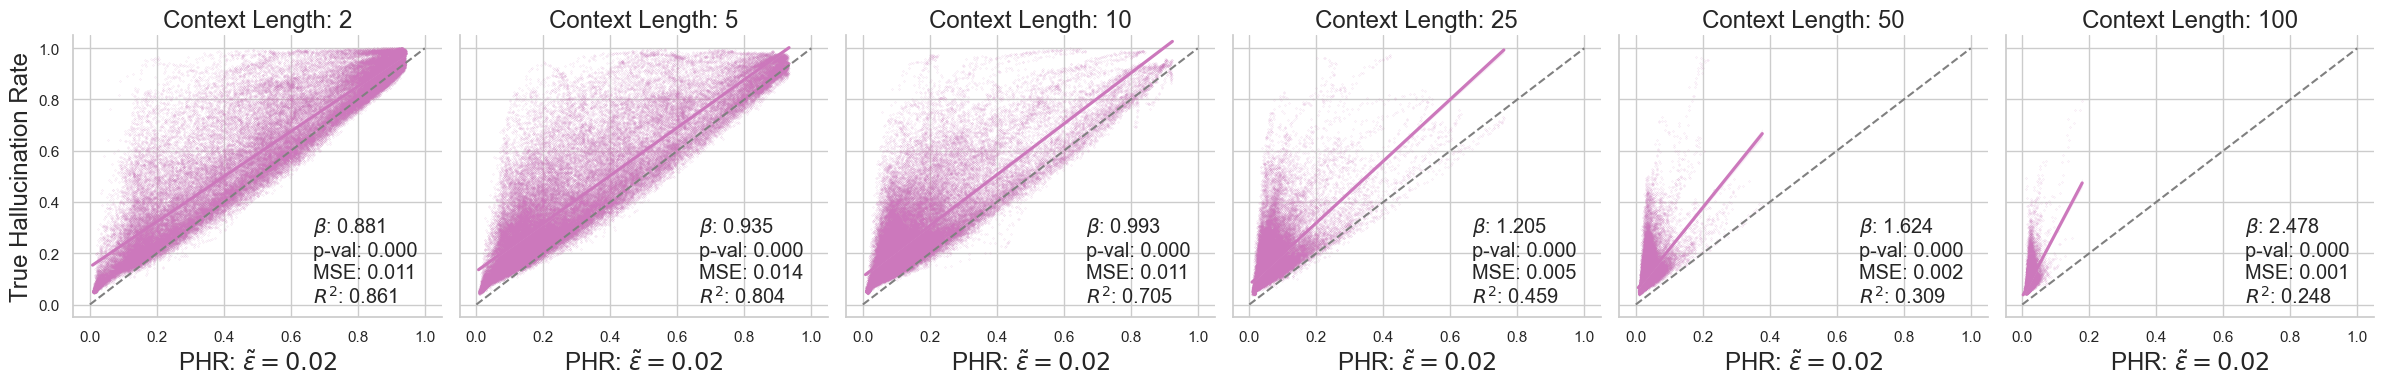 Context Length: 2
Context Length: 5
Context Length: 10
Context Length: 25
Context Length: 50
Context Length: 100
True Hallucination Rate
1.0
0.8
0.6
0.4
0.2
0.0
β: 0.881
p-val: 0.000
MSE: 0.011
R²: 0.861
β: 0.935
p-val: 0.000
MSE: 0.014
R²: 0.804
β: 0.993
p-val: 0.000
MSE: 0.011
R²: 0.705
β: 1.205
p-val: 0.000
MSE: 0.005
R²: 0.459
β: 1.624
p-val: 0.000
MSE: 0.002
R²: 0.309
β: 2.478
p-val: 0.000
MSE: 0.001
R²: 0.248
0.0 0.2 0.4 0.6 0.8 1.0
0.0 0.2 0.4 0.6 0.8 1.0
0.0 0.2 0.4 0.6 0.8 1.0
0.0 0.2 0.4 0.6 0.8 1.0
0.0 0.2 0.4 0.6 0.8 1.0
0.0 0.2 0.4 0.6 0.8 1.0
PHR: ε̃ = 0.02
PHR: ε̃ = 0.02
PHR: ε̃ = 0.02
PHR: ε̃ = 0.02
PHR: ε̃ = 0.02
PHR: ε̃ = 0.02